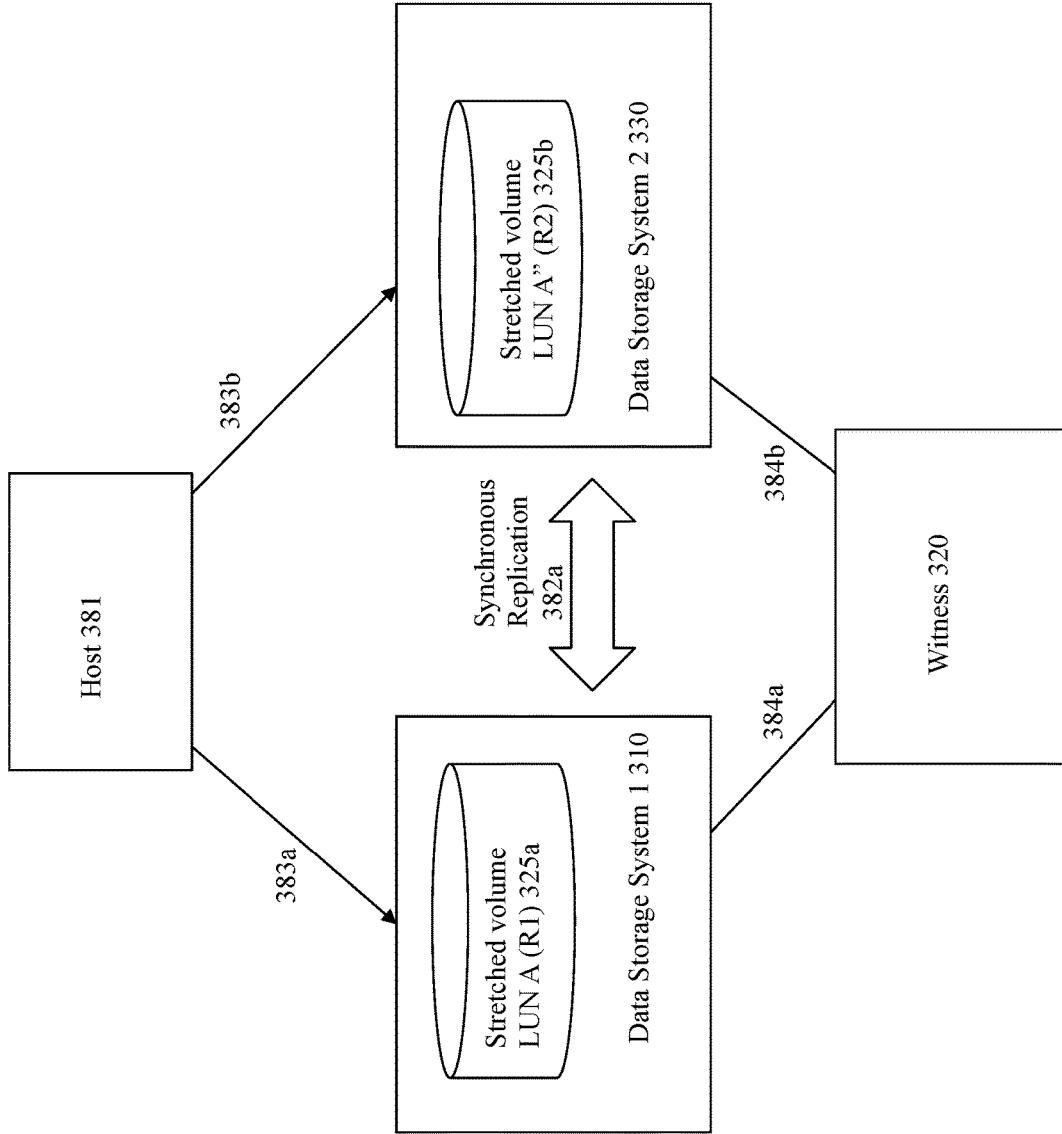 Host 381
383a
383b
Stretched volume
LUN A (R1) 325a
Data Storage System 1 310
Synchronous
Replication
382a
Stretched volume
LUN A” (R2) 325b
Data Storage System 2 330
384a
384b
Witness 320